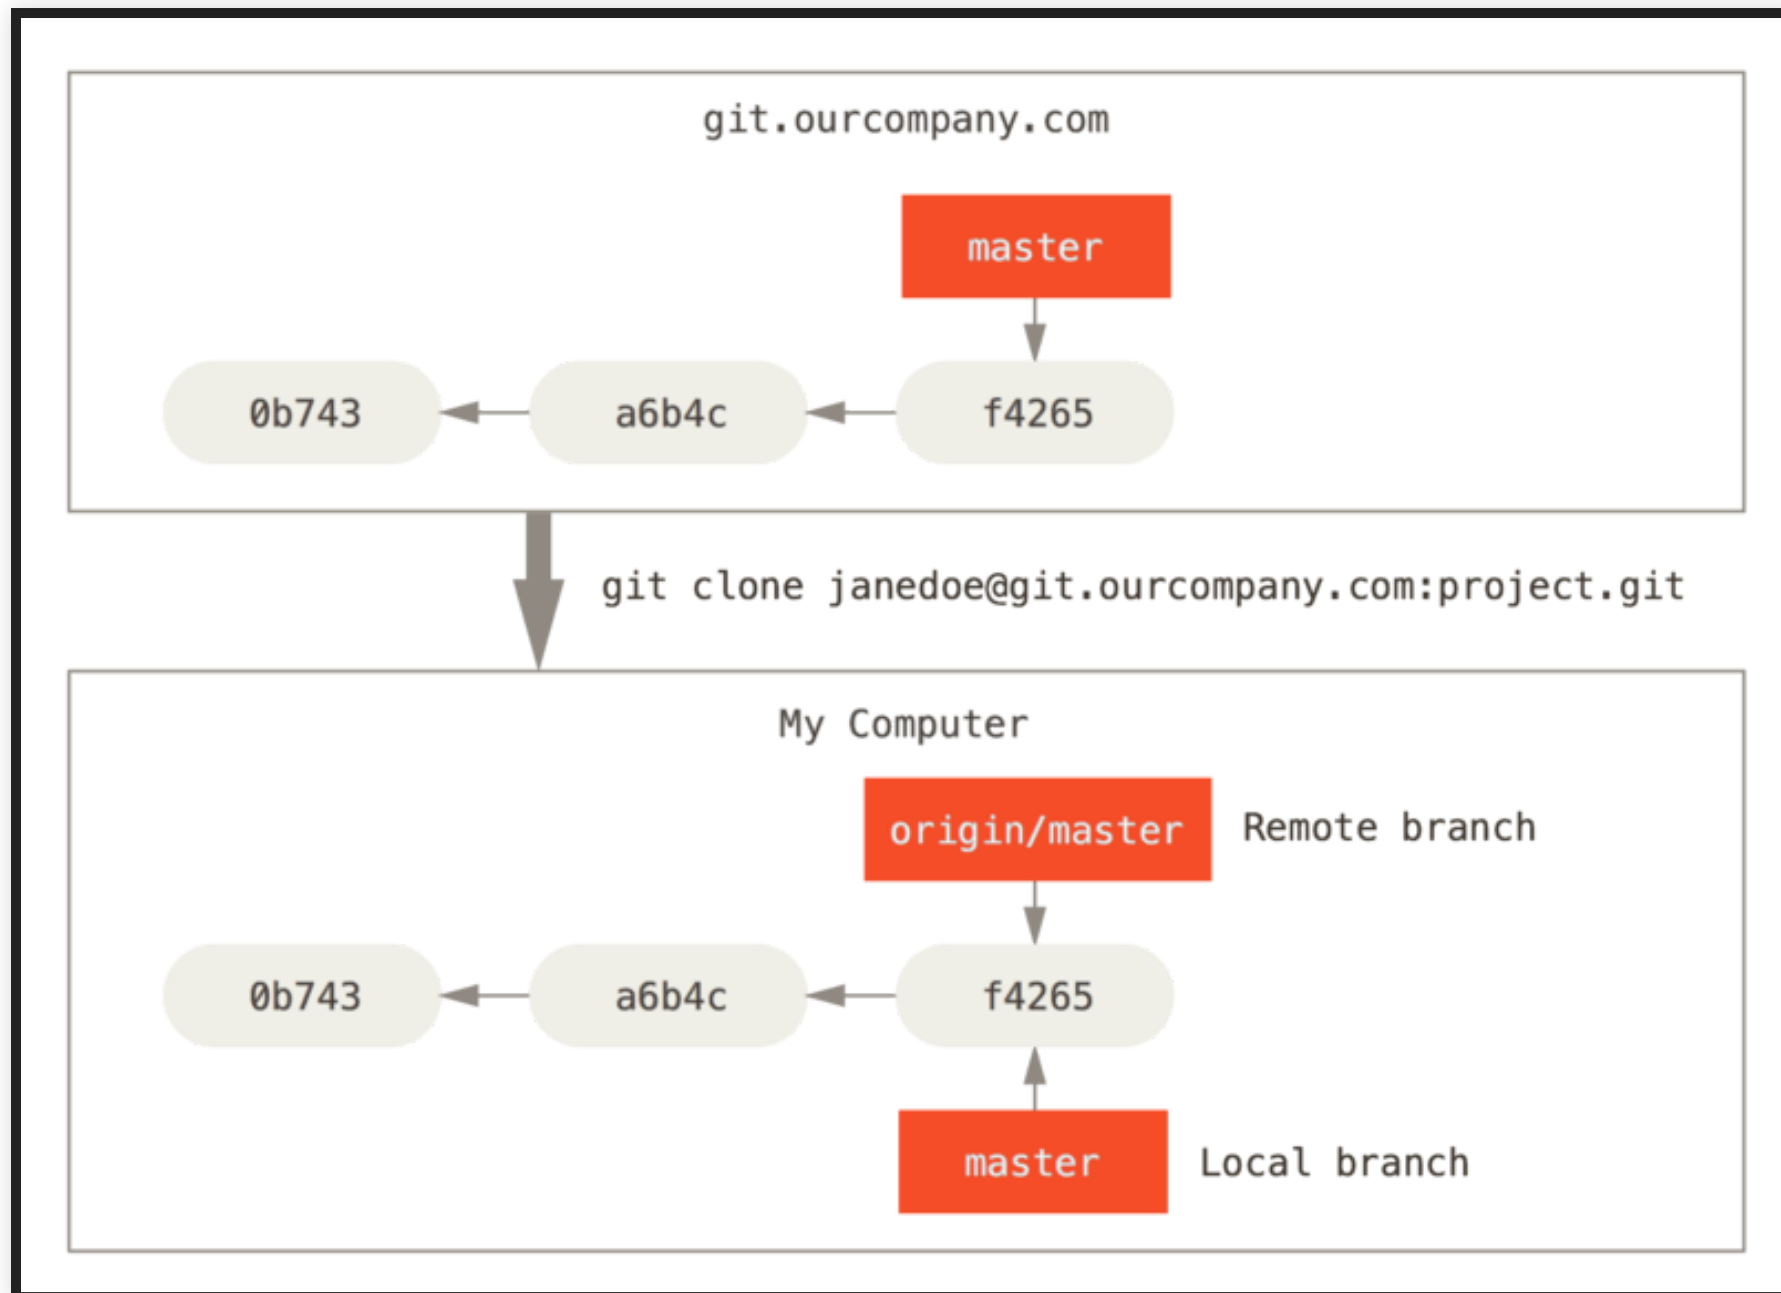 git.ourcompany.com
master
0b743
a6b4c
f4265
git clone janedoe@git.ourcompany.com:project.git
My Computer
origin/master
Remote branch
0b743
a6b4c
f4265
master
Local branch